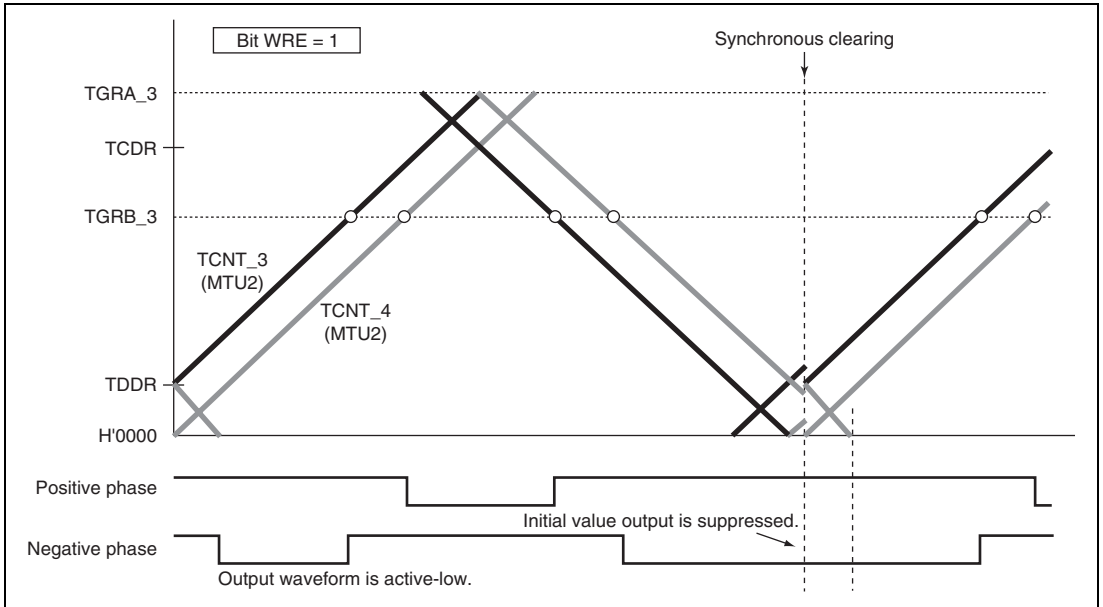 Bit WRE = 1
Synchronous clearing
TGRA_3
TCDR
TGRB_3
TCNT_3
(MTU2)
TCNT_4
(MTU2)
TDDR
H'0000
Positive phase
Initial value output is suppressed.
Negative phase
Output waveform is active-low.